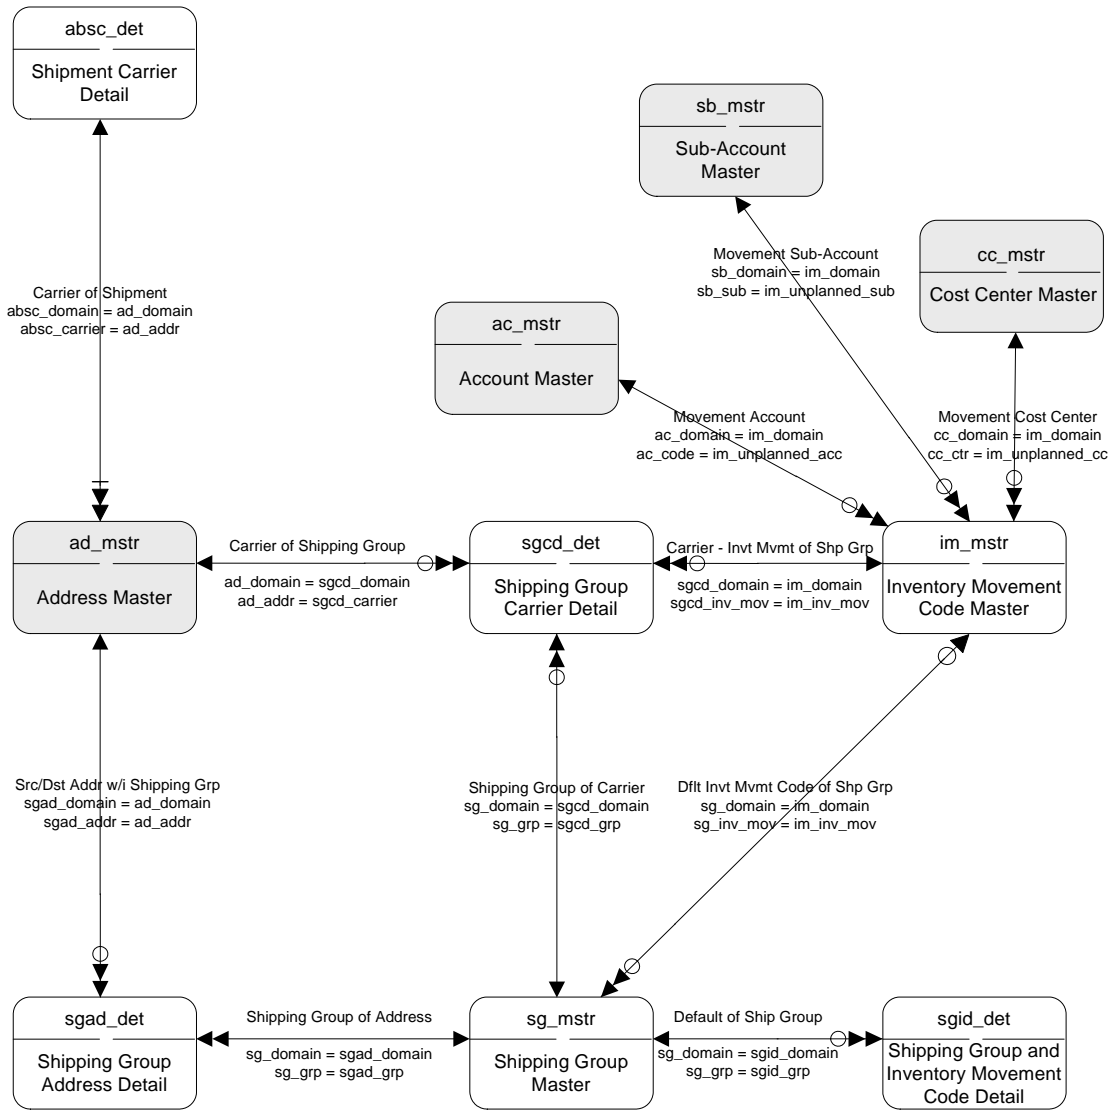 absc_det
Shipment Carrier
Detail
sb_mstr
Sub-Account
Master
cc_mstr
Cost Center Master
Movement Sub-Account
sb_domain = im_domain
sb_sub = im_unplanned_sub
Carrier of Shipment
absc_domain = ad_domain
absc_carrier = ad_addr
ac_mstr
Account Master
Movement Account
ac_domain = im_domain
ac_code = im_unplanned_acc
Movement Cost Center
cc_domain = im_domain
cc_ctr = im_unplanned_cc
ad_mstr
Address Master
Carrier of Shipping Group
ad_domain = sgcd_domain
ad_addr = sgcd_carrier
sgcd_det
Shipping Group
Carrier Detail
Carrier - Invt Mvmt of Shp Grp
sgcd_domain = im_domain
sgcd_inv_mov = im_inv_mov
im_mstr
Inventory Movement
Code Master
Src/Dst Addr w/i Shipping Grp
sgad_domain = ad_domain
sgad_addr = ad_addr
Shipping Group of Carrier
sg_domain = sgcd_domain
sg_grp = sgcd_grp
Dflt Invt Mvmt Code of Shp Grp
sg_domain = im_domain
sg_inv_mov = im_inv_mov
sgad_det
Shipping Group
Address Detail
Shipping Group of Address
sg_domain = sgad_domain
sg_grp = sgad_grp
sg_mstr
Shipping Group
Master
Default of Ship Group
sg_domain = sgid_domain
sg_grp = sgid_grp
sgid_det
Shipping Group and
Inventory Movement
Code Detail